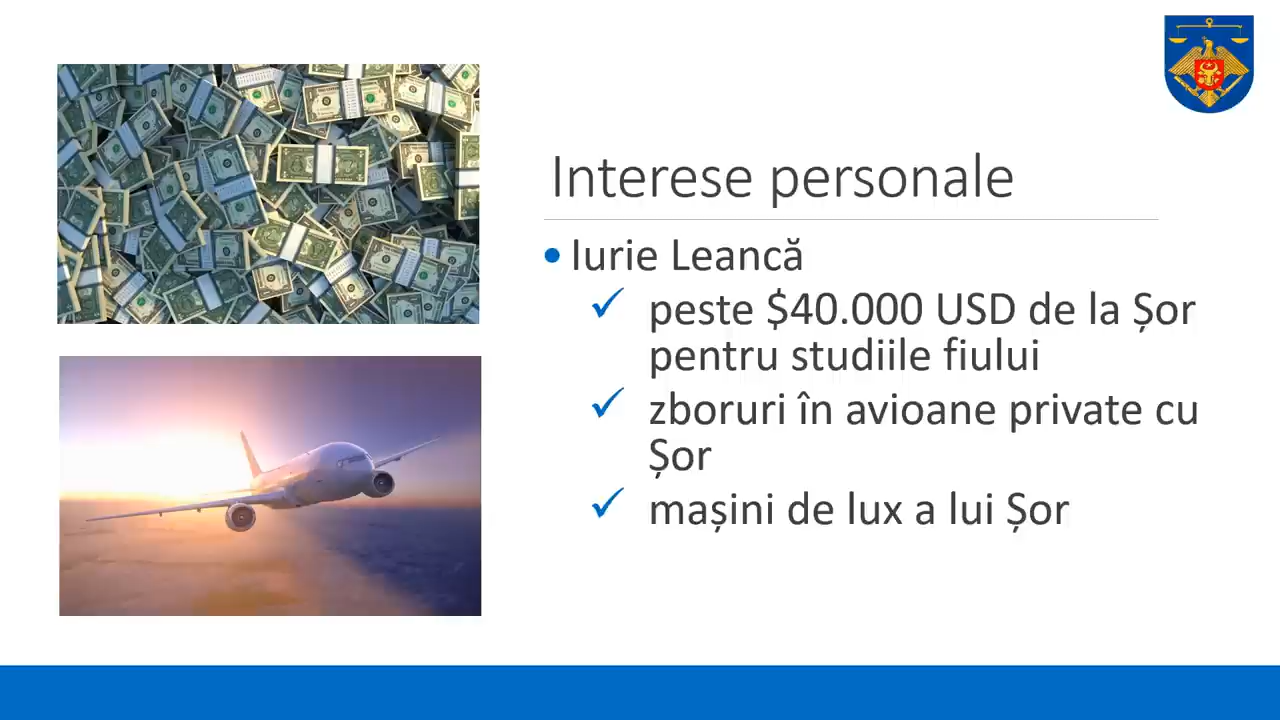 Interese personale
• Iurie Leancă
✓ peste $40.000 USD de la Șor
pentru studiile fiului
✓ zboruri în avioane private cu
Șor
✓ mașini de lux a lui Șor